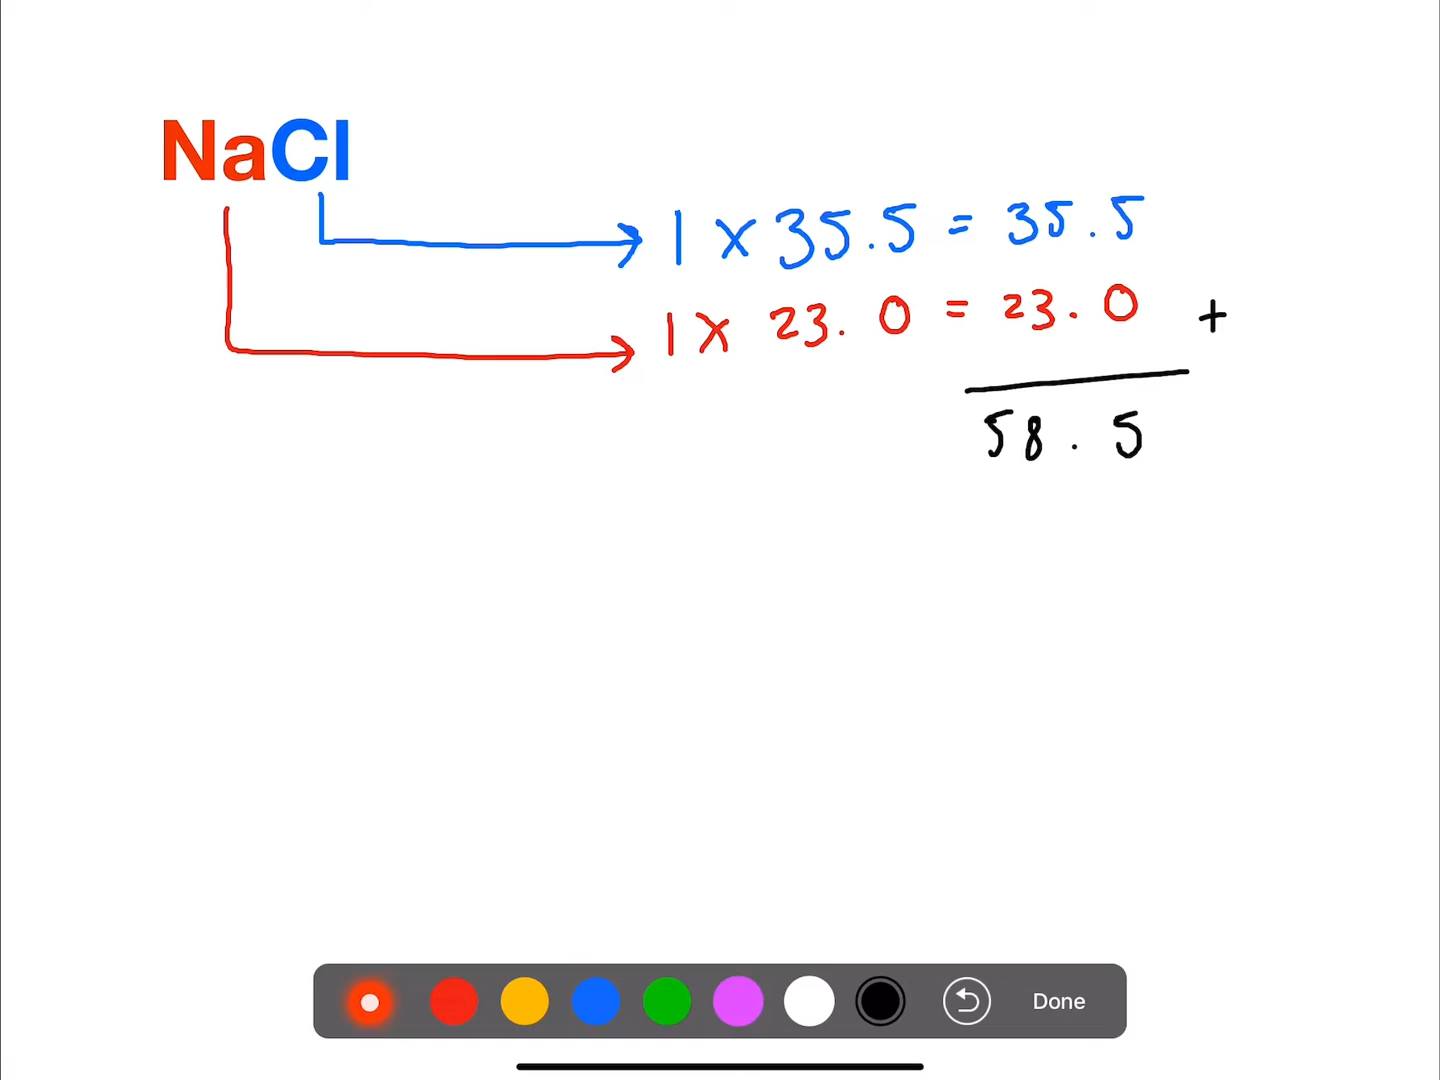 NaCl
1 x 35.5 = 35.5
1 x 23.0 = 23.0 +
58.5
Done